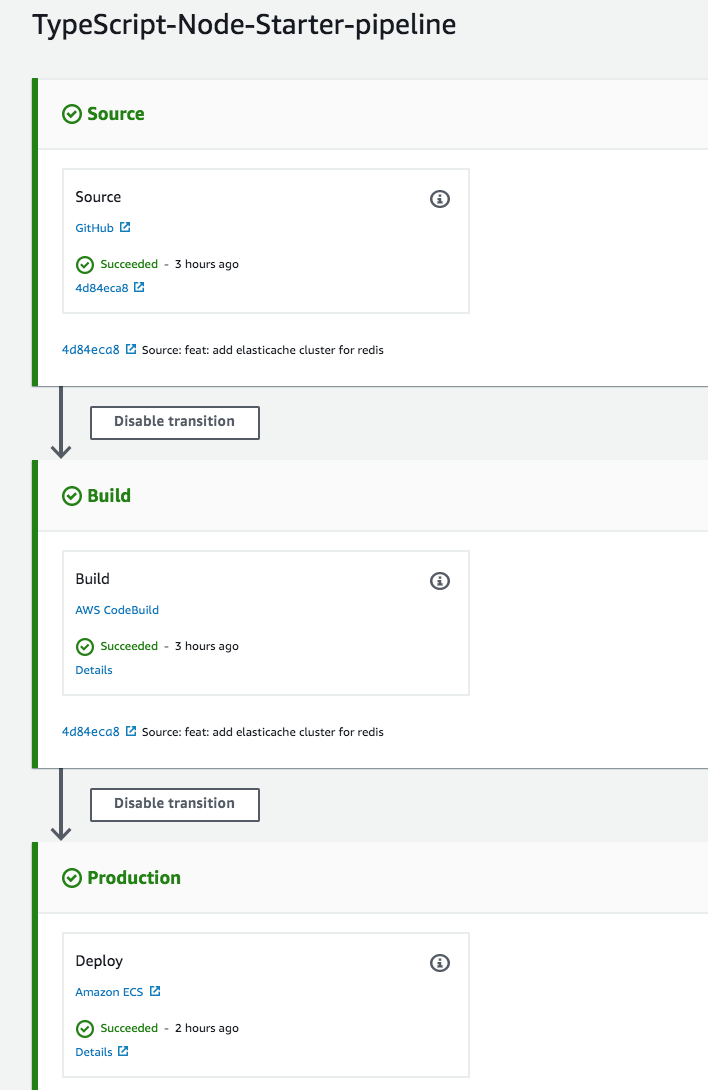 TypeScript-Node-Starter-pipeline
Source
Source
GitHub
Succeeded - 3 hours ago
4d84eca8
4d84eca8 Source: feat: add elasticache cluster for redis
Disable transition
Build
Build
AWS CodeBuild
Succeeded - 3 hours ago
Details
4d84eca8 Source: feat: add elasticache cluster for redis
Disable transition
Production
Deploy
Amazon ECS
Succeeded - 2 hours ago
Details